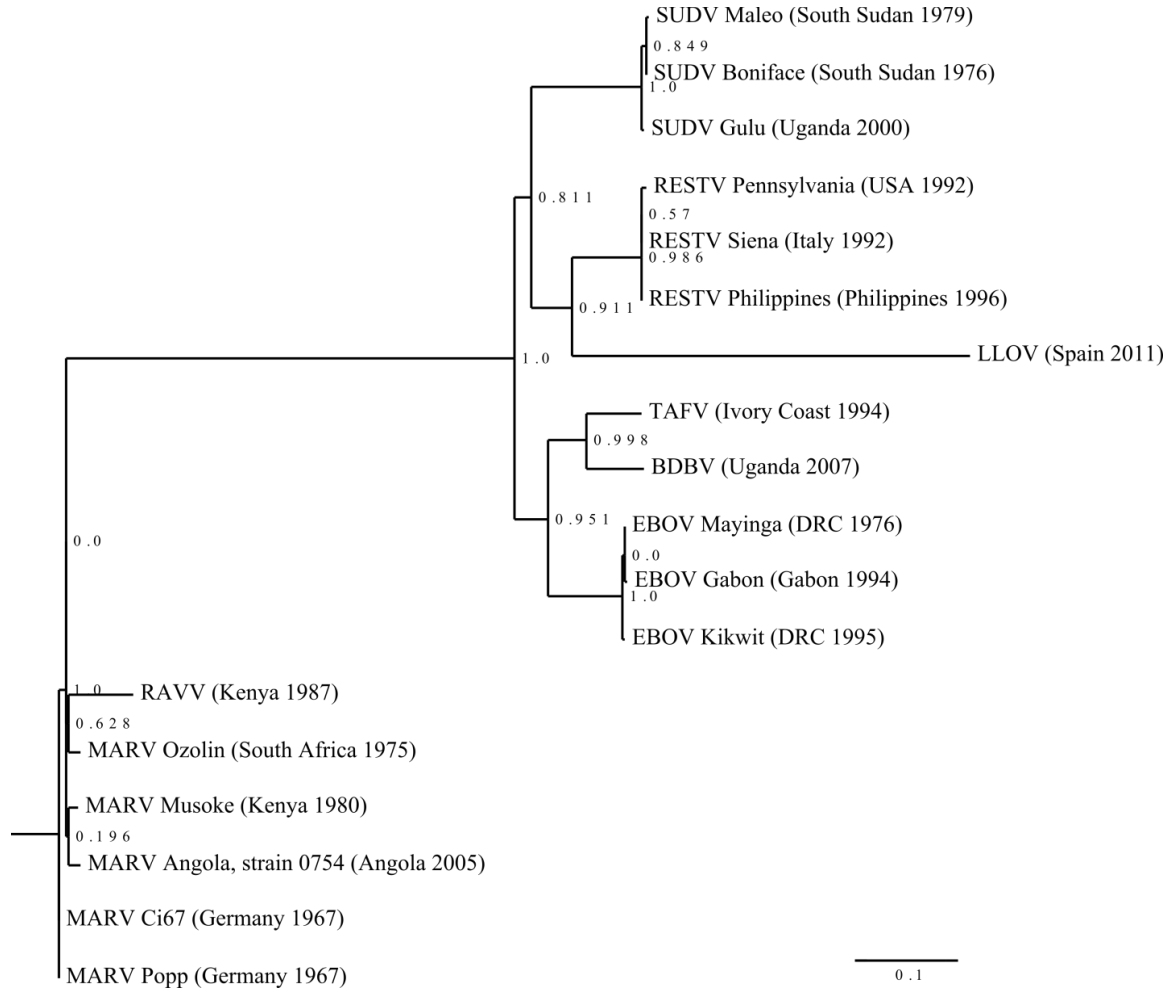 SUDV Maleo (South Sudan 1979)
0.849
SUDV Boniface (South Sudan 1976)
1.0
SUDV Gulu (Uganda 2000)
RESTV Pennsylvania (USA 1992)
0.811
0.57
RESTV Siena (Italy 1992)
0.986
RESTV Philippines (Philippines 1996)
0.911
LLOV (Spain 2011)
1.0
TAFV (Ivory Coast 1994)
0.998
BDBV (Uganda 2007)
0.951
EBOV Mayinga (DRC 1976)
0.0
0.0
EBOV Gabon (Gabon 1994)
1.0
EBOV Kikwit (DRC 1995)
1.0
RAVV (Kenya 1987)
0.628
MARV Ozolin (South Africa 1975)
MARV Musoke (Kenya 1980)
0.196
MARV Angola, strain 0754 (Angola 2005)
MARV Ci67 (Germany 1967)
MARV Popp (Germany 1967)
0.1